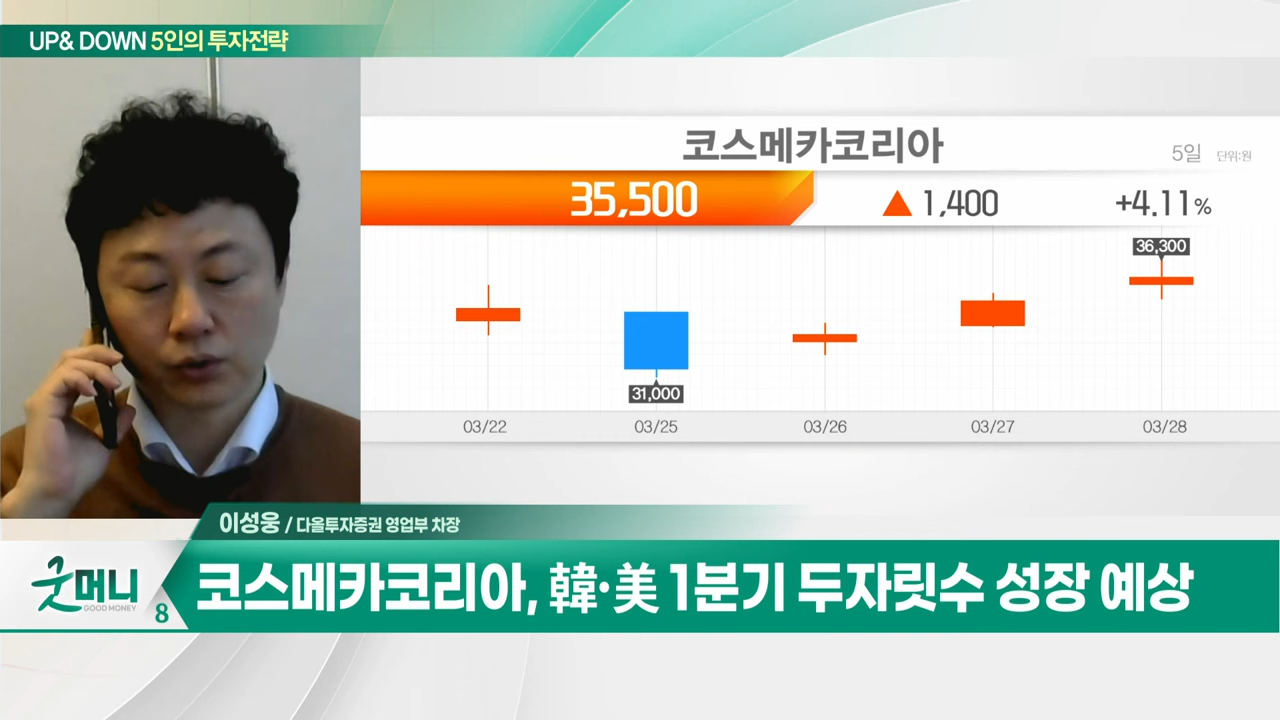 UP& DOWN 5인의 투자전략
코스메카코리아
5일 단위:원
35,500 ▲ 1,400 +4.11%
36,300
31,000
03/22 03/25 03/26 03/27 03/28
이성웅 / 다올투자증권 영업부 차장
굿머니
GOOD MONEY
8
코스메카코리아, 韓·美 1분기 두자릿수 성장 예상